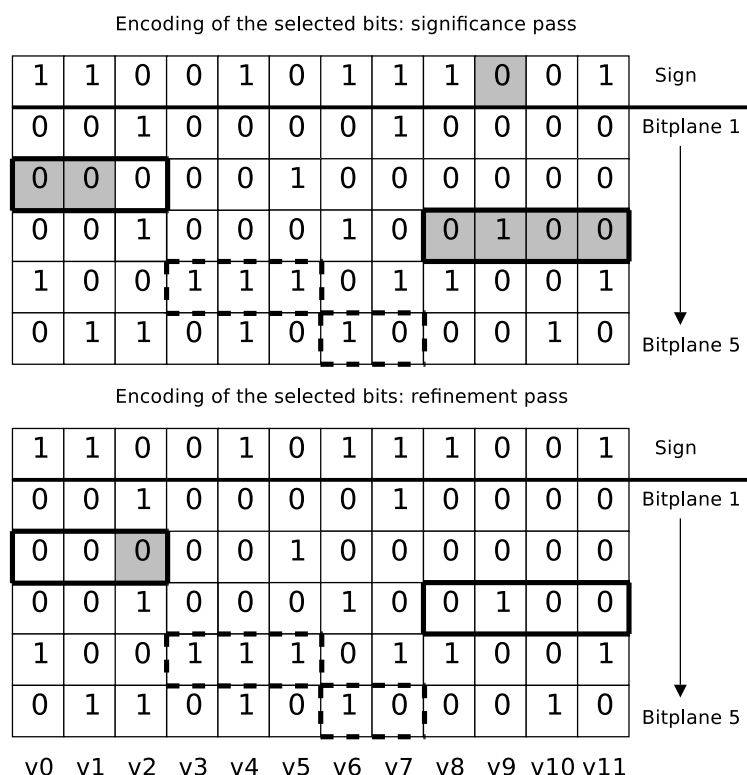 Encoding of the selected bits: significance pass
1 1 0 0 1 0 1 1 1 0 0 1 Sign
0 0 1 0 0 0 0 1 0 0 0 0 Bitplane 1
0 0 0 0 0 1 0 0 0 0 0 0
0 0 1 0 0 0 1 0 0 1 0 0
1 0 0 1 1 1 0 1 1 0 0 1
0 1 1 0 1 0 1 0 0 0 1 0 Bitplane 5
Encoding of the selected bits: refinement pass
1 1 0 0 1 0 1 1 1 0 0 1 Sign
0 0 1 0 0 0 0 1 0 0 0 0 Bitplane 1
0 0 0 0 0 1 0 0 0 0 0 0
0 0 1 0 0 0 1 0 0 1 0 0
1 0 0 1 1 1 0 1 1 0 0 1
0 1 1 0 1 0 1 0 0 0 1 0 Bitplane 5
v0 v1 v2 v3 v4 v5 v6 v7 v8 v9 v10 v11